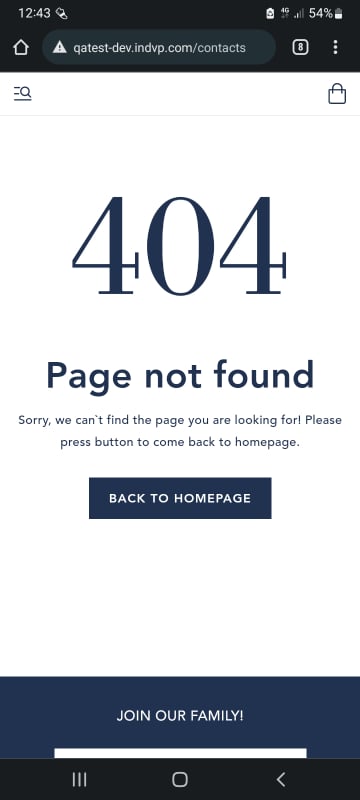 12:43
4G
54%
qatest-dev.indvp.com/contacts
8
404
Page not found
Sorry, we can`t find the page you are looking for! Please
press button to come back to homepage.
BACK TO HOMEPAGE
JOIN OUR FAMILY!